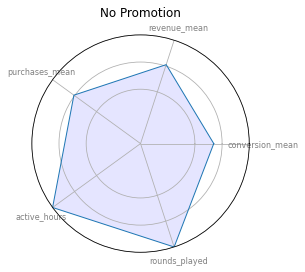 No Promotion
revenue_mean
purchases_mean
conversion_mean
active_hours
rounds_played